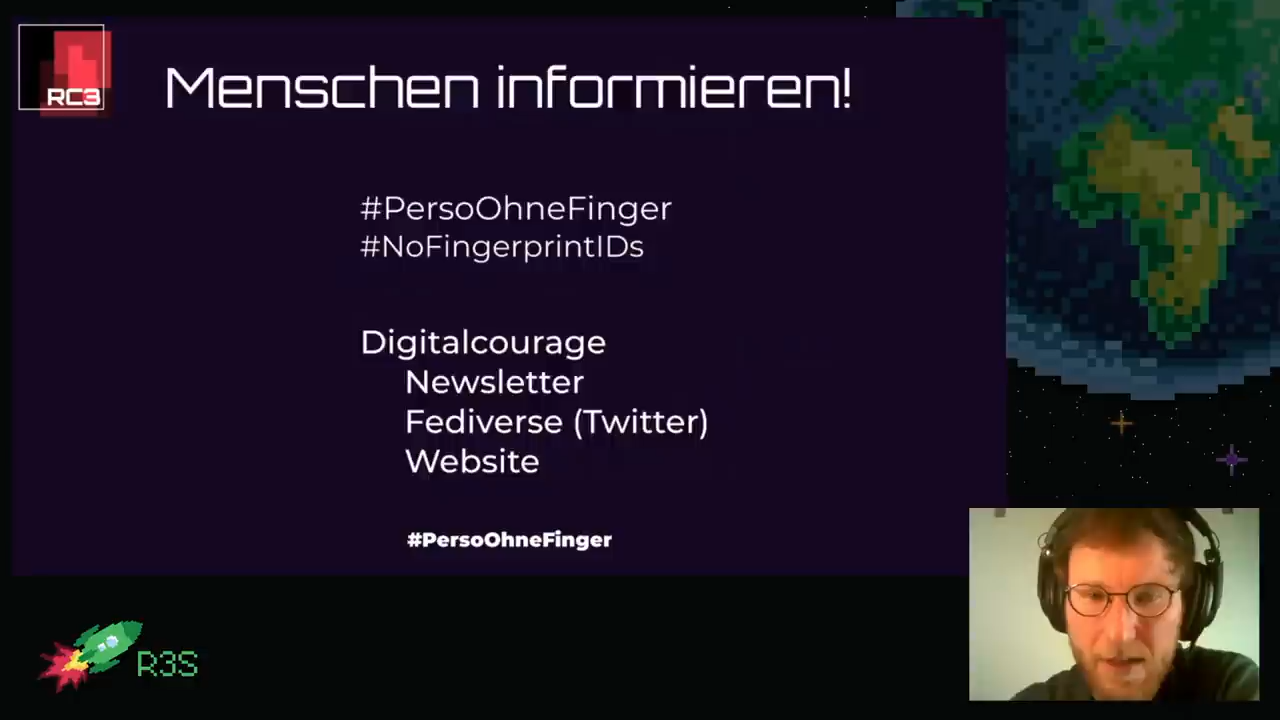 RC3
Menschen informieren!
#PersoOhneFinger
#NoFingerprintIDs
Digitalcourage
Newsletter
Fediverse (Twitter)
Website
#PersoOhneFinger
R3S